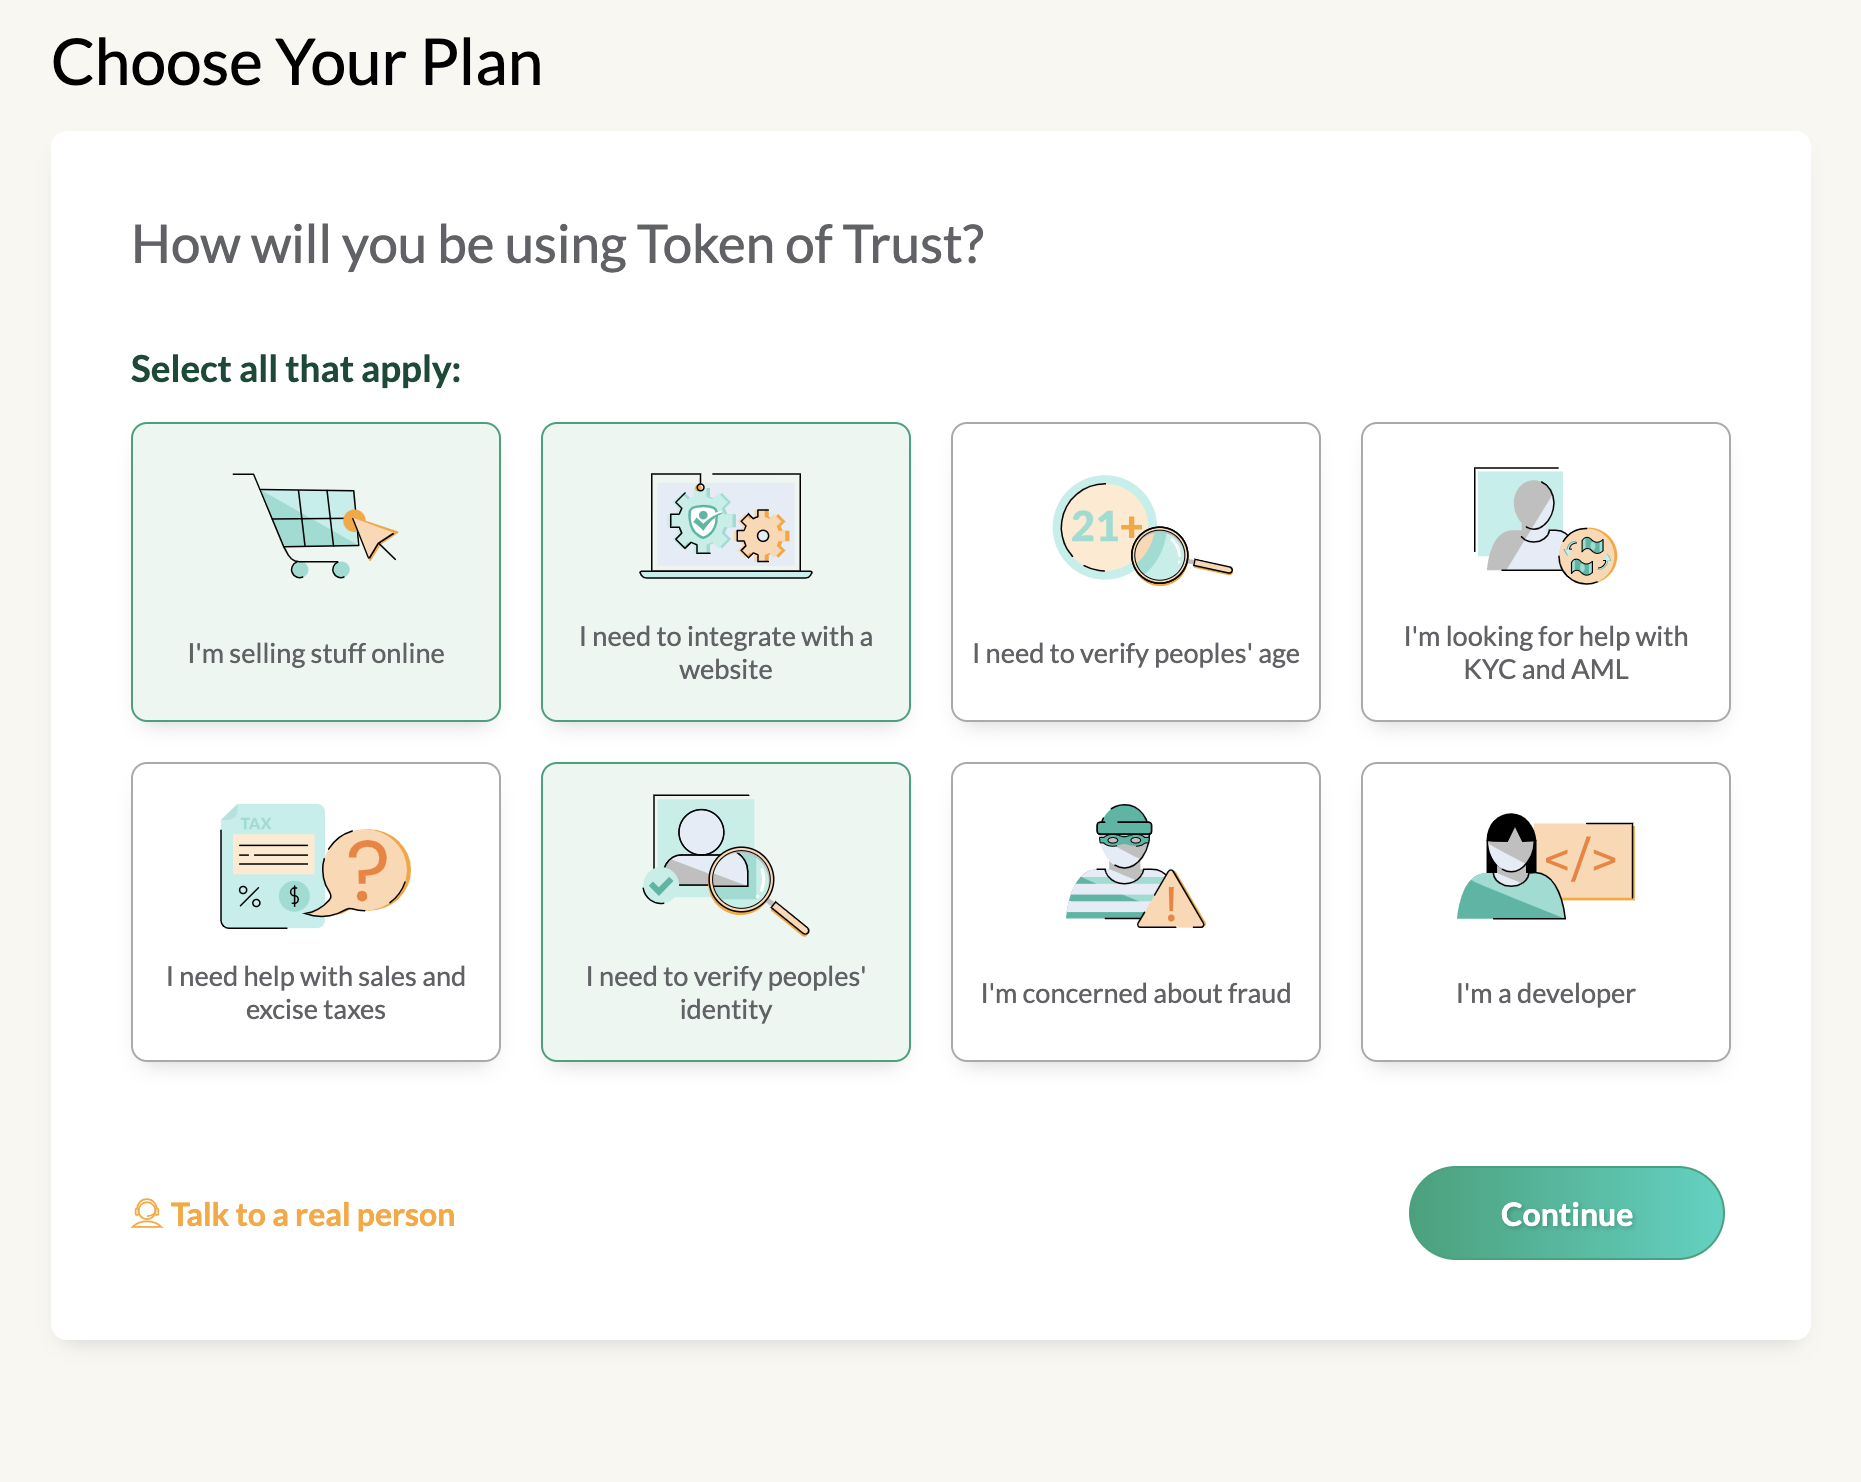 Choose Your Plan
How will you be using Token of Trust?
Select all that apply:
21+
I'm selling stuff online
I need to integrate with a
website
I need to verify peoples' age
I'm looking for help with
KYC and AML
TAX
?
% $
!
</>
I need help with sales and
excise taxes
I need to verify peoples'
identity
I'm concerned about fraud
I'm a developer
Talk to a real person
Continue